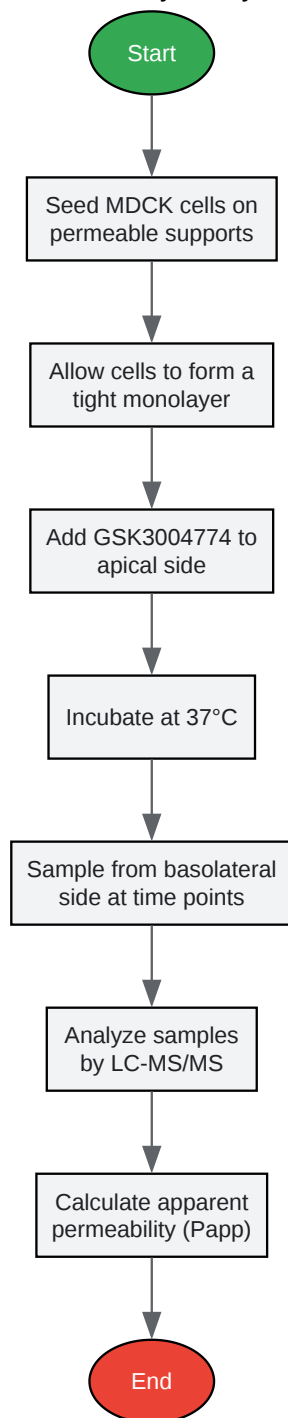 Start
Seed MDCK cells on
permeable supports
Allow cells to form a
tight monolayer
Add GSK3004774 to
apical side
Incubate at 37°C
Sample from basolateral
side at time points
Analyze samples
by LC-MS/MS
Calculate apparent
permeability (Papp)
End